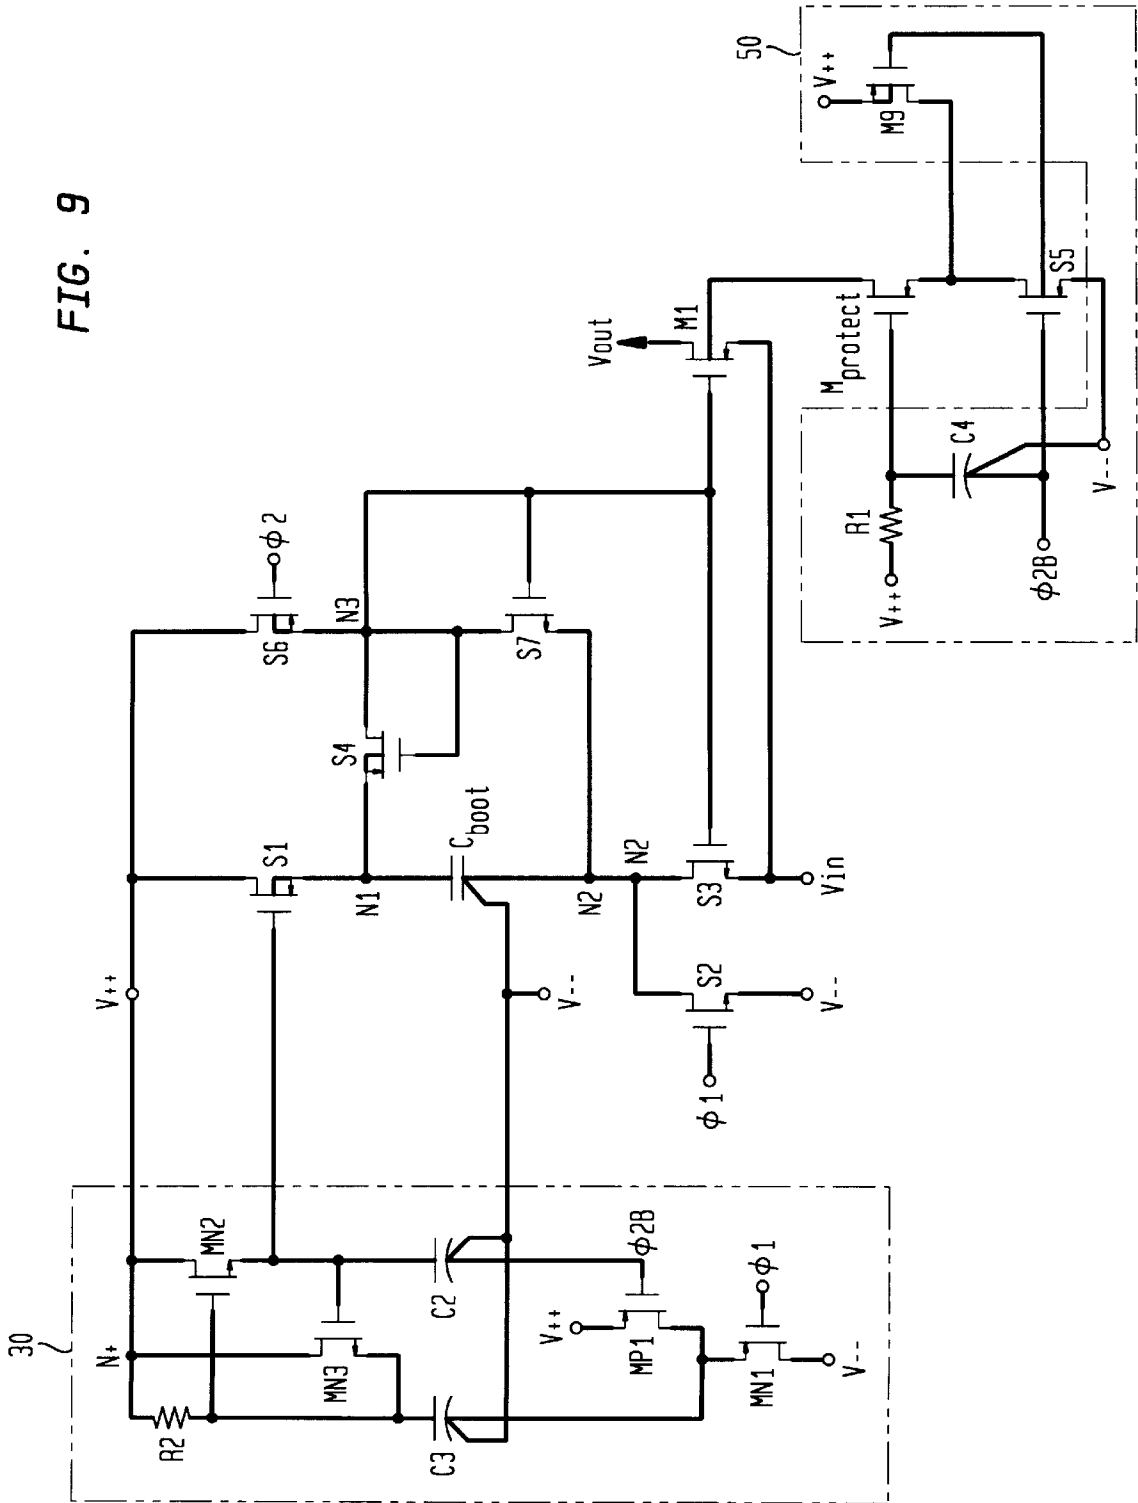 FIG. 9
50
V++
M9
Vout
M1
Mprotect
S5
R1
C4
V++
V--
ϕ2B
ϕ2
S6
N3
S4
S7
S1
N1
Cboot
N2
N2
S3
Vin
V++
V--
S2
ϕ1
V--
30
N+
MN2
R2
MN3
C2
C3
ϕ2B
V++
MP1
ϕ1
MN1
V--